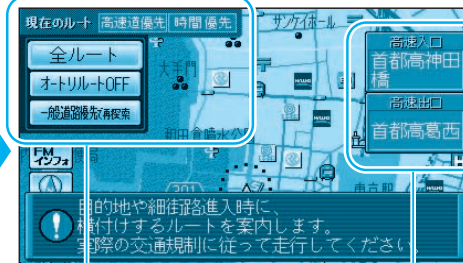 現在のルート 高速道優先 時間優先
サンケイホール
全ルート
高速入口
首都高神田
橋
大手門
オートリルートOFF
一般道路優先再探索
高速出口
首都高葛西
和田倉噴水公
FM
インフォ
(201)
目的地や細街路進入時に、
横付けするルートを案内します。
実際の交通規制に従って走行してください